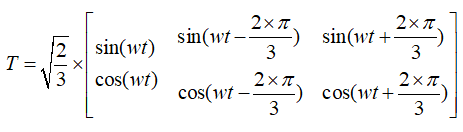 T = √(2/3) × [ sin(wt) sin(wt − (2×π)/3) sin(wt + (2×π)/3)
cos(wt) cos(wt − (2×π)/3) cos(wt + (2×π)/3) ]